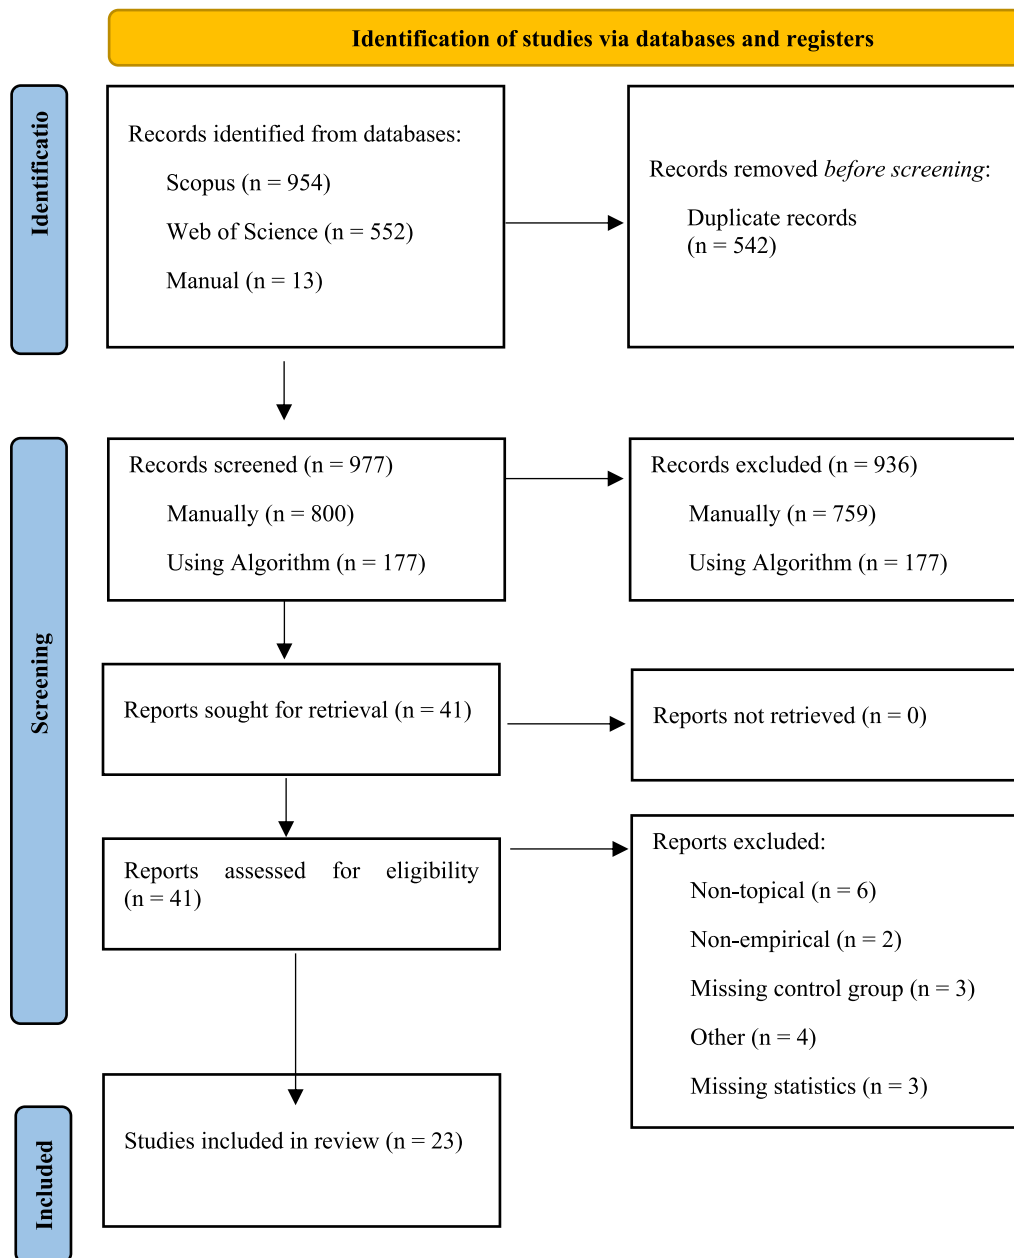 Identification of studies via databases and registers
Identificatio
Records identified from databases:
Scopus (n = 954)
Web of Science (n = 552)
Manual (n = 13)
Records removed before screening:
Duplicate records
(n = 542)
Screening
Records screened (n = 977)
Manually (n = 800)
Using Algorithm (n = 177)
Records excluded (n = 936)
Manually (n = 759)
Using Algorithm (n = 177)
Reports sought for retrieval (n = 41)
Reports not retrieved (n = 0)
Reports assessed for eligibility
(n = 41)
Reports excluded:
Non-topical (n = 6)
Non-empirical (n = 2)
Missing control group (n = 3)
Other (n = 4)
Missing statistics (n = 3)
Included
Studies included in review (n = 23)